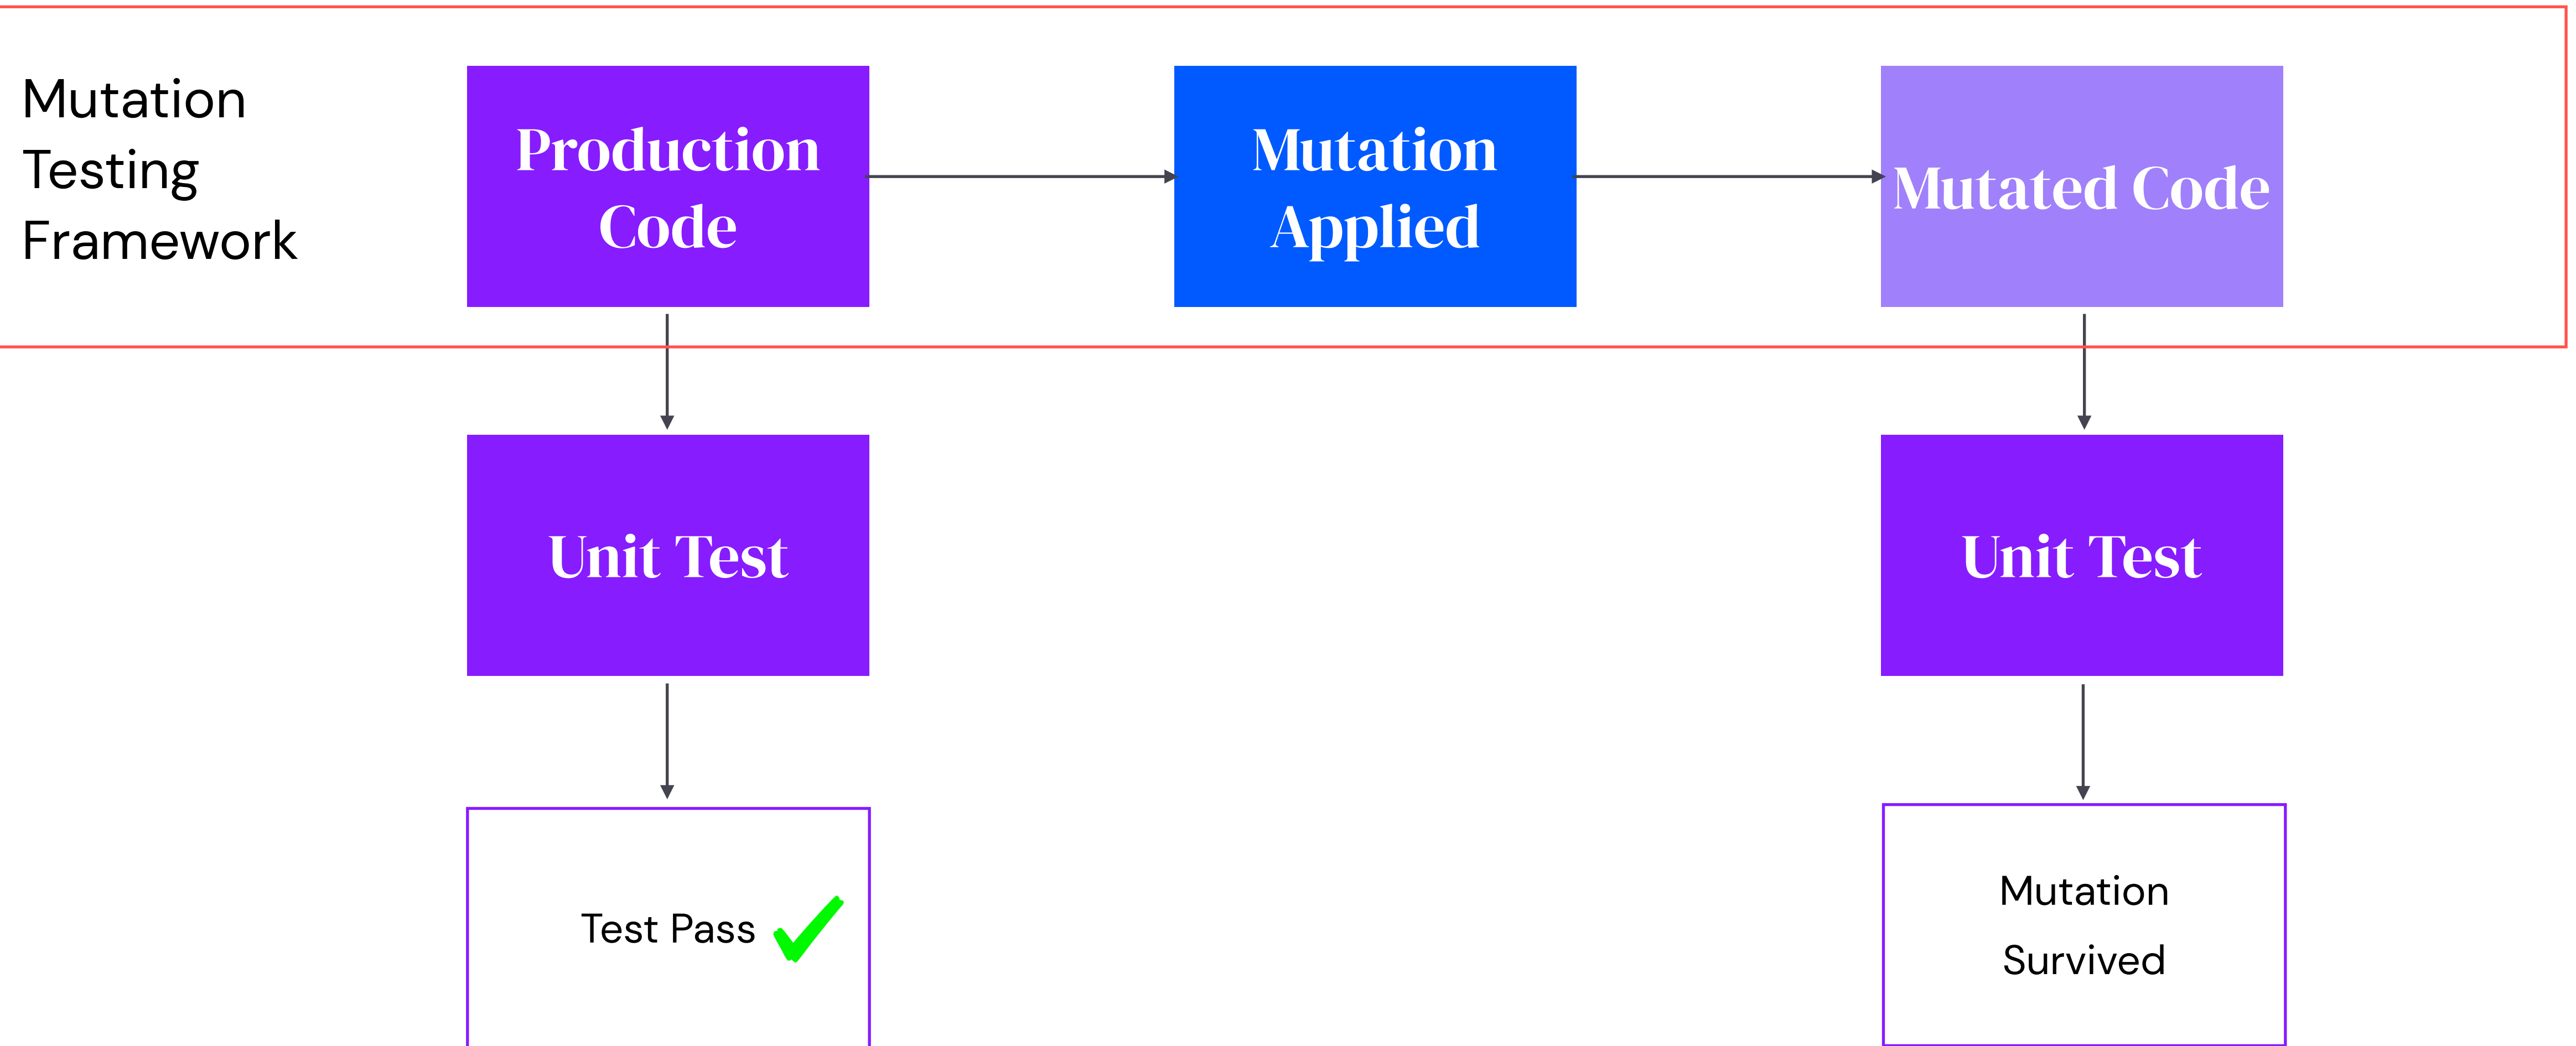 Mutation
Testing
Framework
Production
Code
Mutation
Applied
Mutated Code
Unit Test
Unit Test
Test Pass
Mutation
Survived